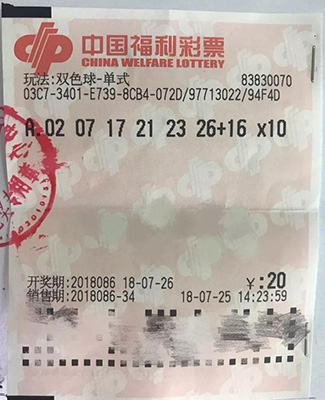 中国福利彩票
CHINA WELFARE LOTTERY
玩法:双色球-单式 83830070
03C7-3401-E739-8CB4-072D/97713022/94F4D
A.02 07 17 21 23 26+16 x10
开奖期:2018086 18-07-26 ¥:20
销售期:2018086-34 18-07-25 14:23:59